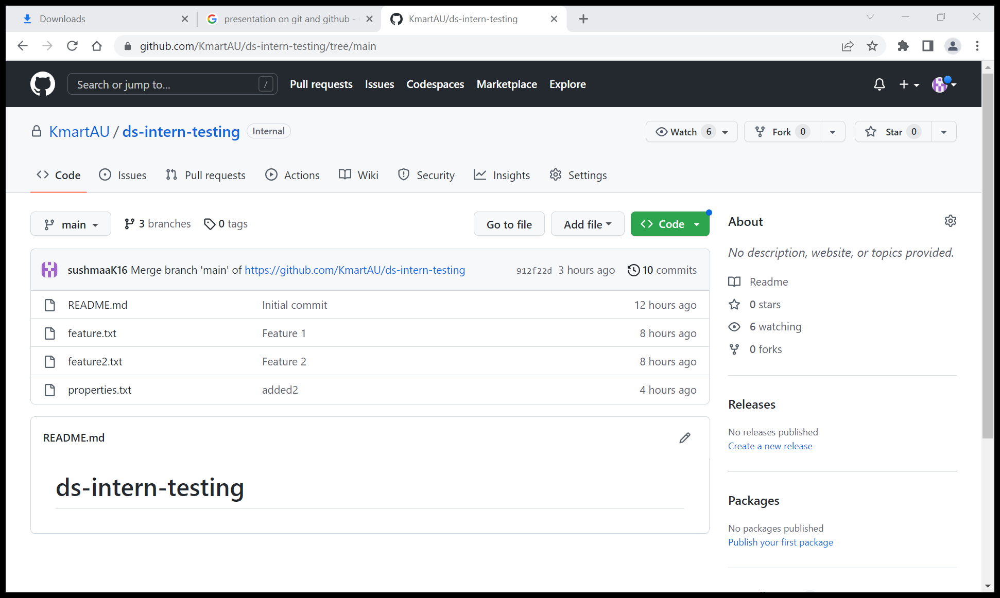 Downloads
presentation on git and github -
KmartAU/ds-intern-testing
github.com/KmartAU/ds-intern-testing/tree/main
Search or jump to... /
Pull requests Issues Codespaces Marketplace Explore
KmartAU / ds-intern-testing Internal
Watch 6 Fork 0 Star 0
Code Issues Pull requests Actions Wiki Security Insights Settings
main 3 branches 0 tags Go to file Add file Code
sushmaaK16 Merge branch 'main' of https://github.com/KmartAU/ds-intern-testing 912f22d 3 hours ago 10 commits
README.md Initial commit 12 hours ago
feature.txt Feature 1 8 hours ago
feature2.txt Feature 2 8 hours ago
properties.txt added2 4 hours ago
README.md
ds-intern-testing
About
No description, website, or topics provided.
Readme
0 stars
6 watching
0 forks
Releases
No releases published
Create a new release
Packages
No packages published
Publish your first package